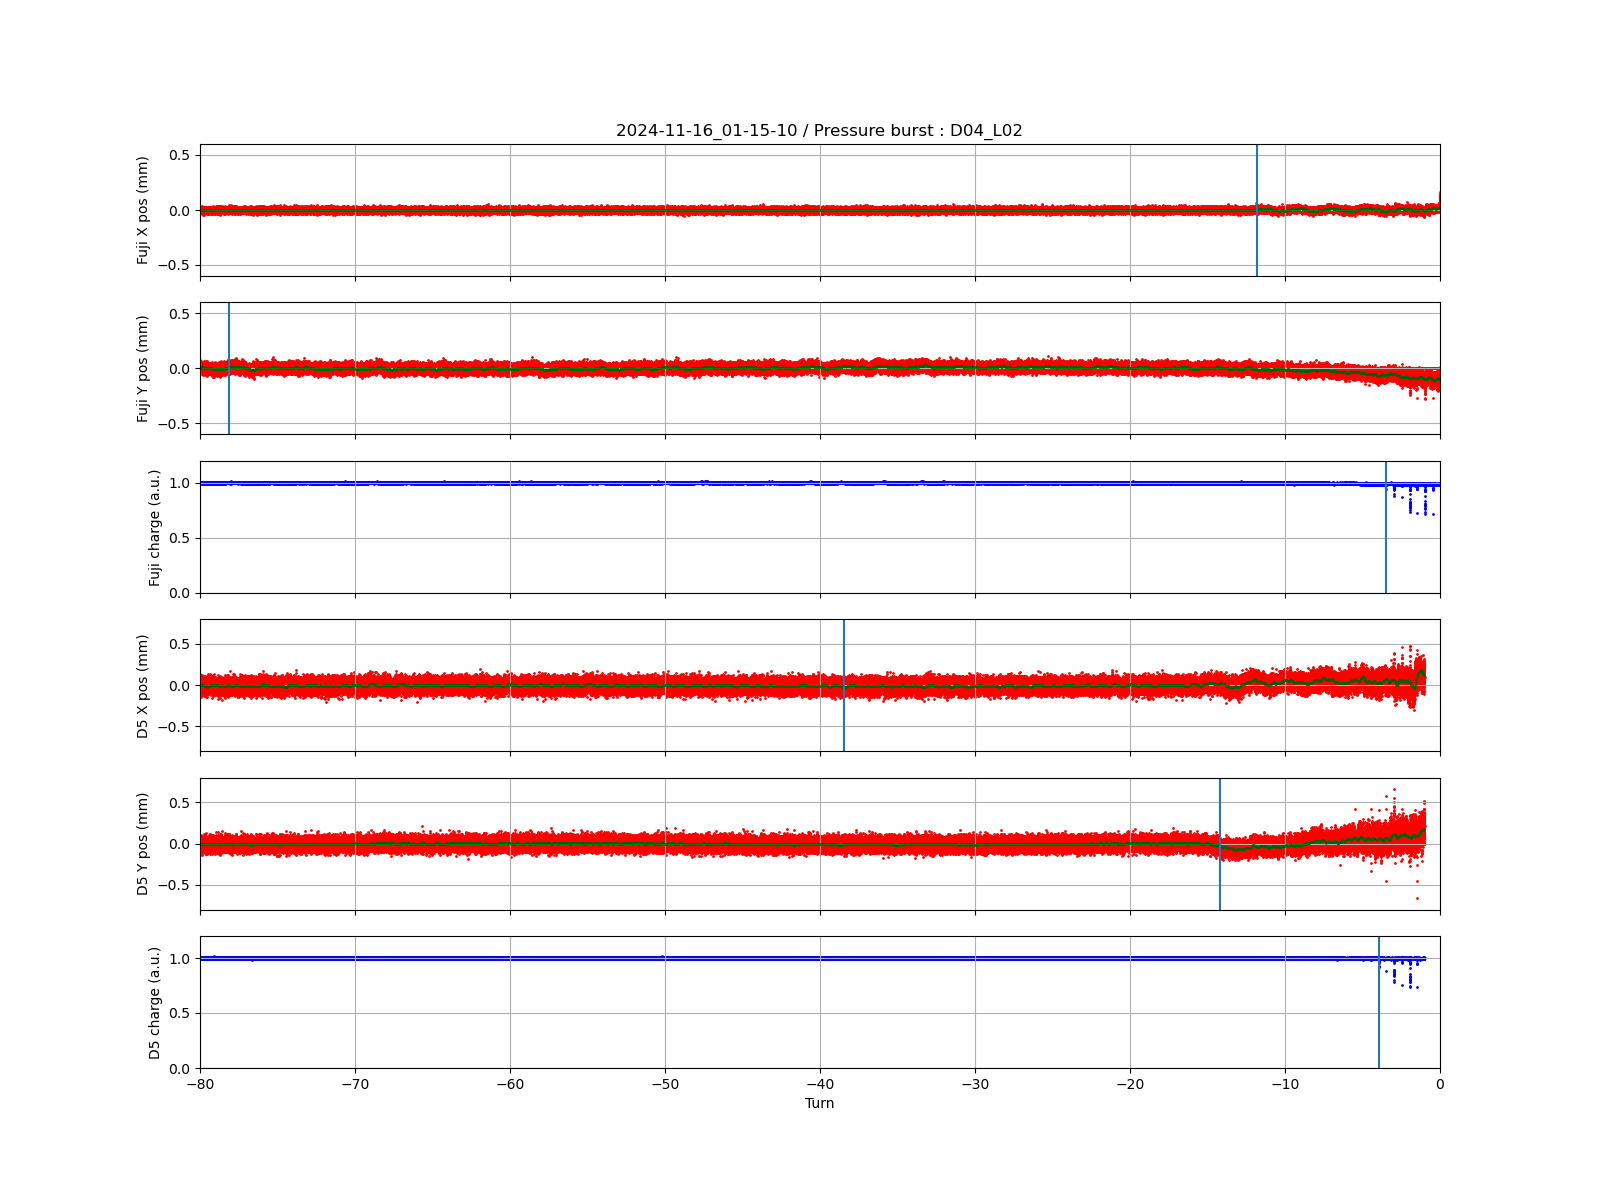 2024-11-16_01-15-10 / Pressure burst : D04_L02
Fuji X pos (mm)
0.5
0.0
−0.5
Fuji Y pos (mm)
0.5
0.0
−0.5
Fuji charge (a.u.)
1.0
0.5
0.0
D5 X pos (mm)
0.5
0.0
−0.5
D5 Y pos (mm)
0.5
0.0
−0.5
D5 charge (a.u.)
1.0
0.5
0.0
−80 −70 −60 −50 −40 −30 −20 −10 0
Turn